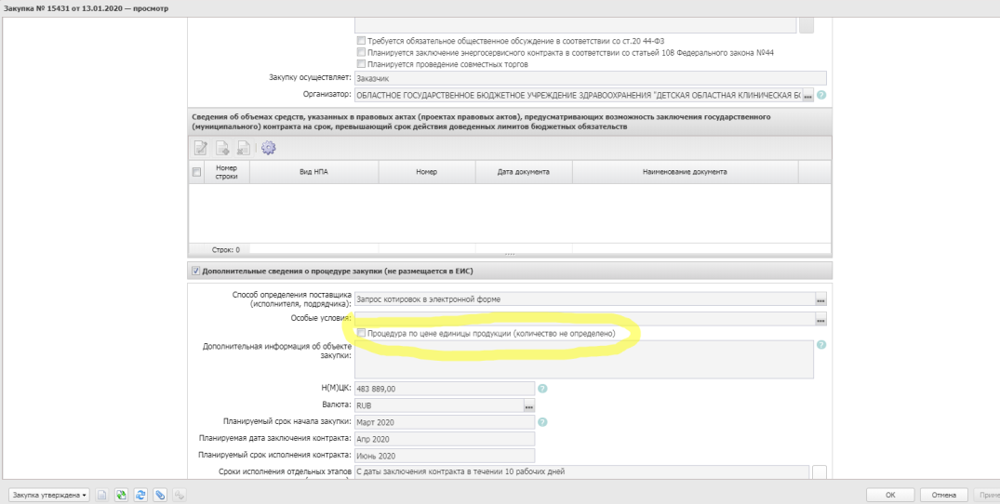 Закупка № 15431 от 13.01.2020 — просмотр
Требуется обязательное общественное обсуждение в соответствии со ст.20 44-ФЗ
Планируется заключение энергосервисного контракта в соответствии со статьей 108 Федерального закона №44
Планируется проведение совместных торгов
Закупку осуществляет: Заказчик
Организатор: ОБЛАСТНОЕ ГОСУДАРСТВЕННОЕ БЮДЖЕТНОЕ УЧРЕЖДЕНИЕ ЗДРАВООХРАНЕНИЯ "ДЕТСКАЯ ОБЛАСТНАЯ КЛИНИЧЕСКАЯ БО ... ?
Сведения об объемах средств, указанных в правовых актах (проектах правовых актов), предусматривающих возможность заключения государственного
(муниципального) контракта на срок, превышающий срок действия доведенных лимитов бюджетных обязательств
Номер строки Вид НПА Номер Дата документа Наименование документа
Строк: 0
Дополнительные сведения о процедуре закупки (не размещается в ЕИС)
Способ определения поставщика (исполнителя, подрядчика): Запрос котировок в электронной форме ...
Особые условия: ...
Процедура по цене единицы продукции (количество не определено)
Дополнительная информация об объекте закупки: ?
Н(М)ЦК: 483 889,00 ?
Валюта: RUB ...
Планируемый срок начала закупки: Март 2020 ?
Планируемая дата заключения контракта: Апр 2020
Планируемый срок исполнения контракта: Июнь 2020
Сроки исполнения отдельных этапов С даты заключения контракта в течении 10 рабочих дней
Закупка утверждена ОК Отмена Приме